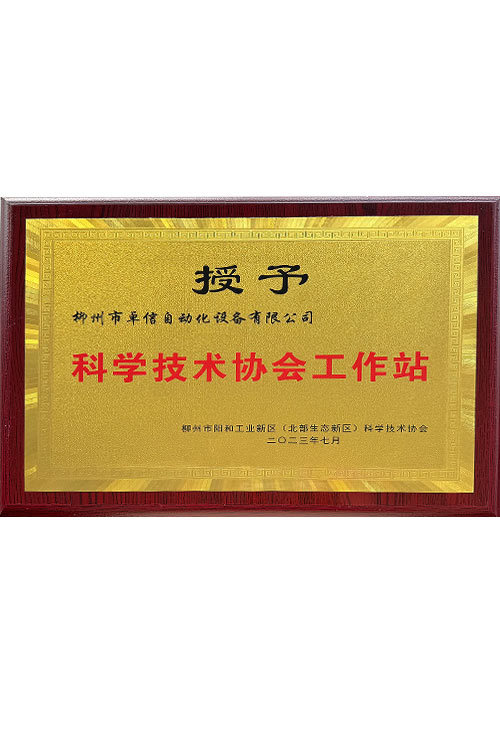 授予
柳州市卓信自动化设备有限公司
科学技术协会工作站
柳州市阳和工业新区（北部生态新区）科学技术协会
二〇二三年七月